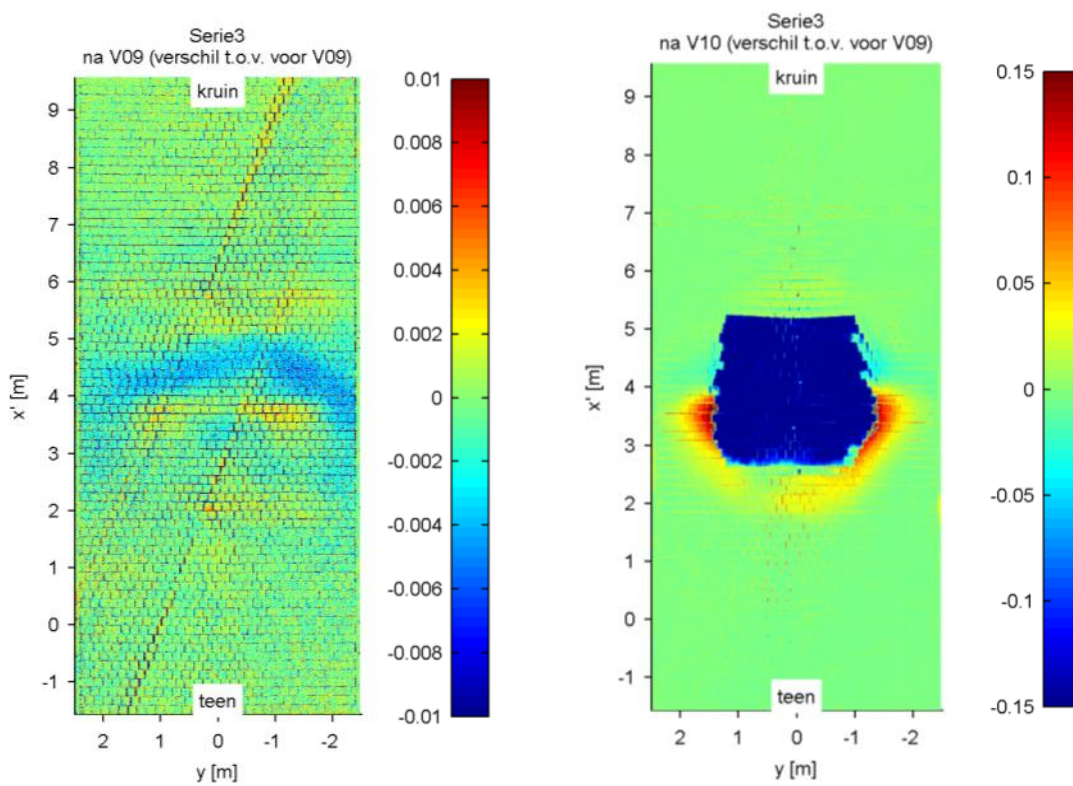 Serie3
na V09 (verschil t.o.v. voor V09)
kruin
9
8
7
6
5
4
3
2
1
0
-1
x' [m]
teen
2 1 0 -1 -2
y [m]
0.01
0.008
0.006
0.004
0.002
0
-0.002
-0.004
-0.006
-0.008
-0.01
Serie3
na V10 (verschil t.o.v. voor V09)
kruin
9
8
7
6
5
4
3
2
1
0
-1
x' [m]
teen
2 1 0 -1 -2
y [m]
0.15
0.1
0.05
0
-0.05
-0.1
-0.15